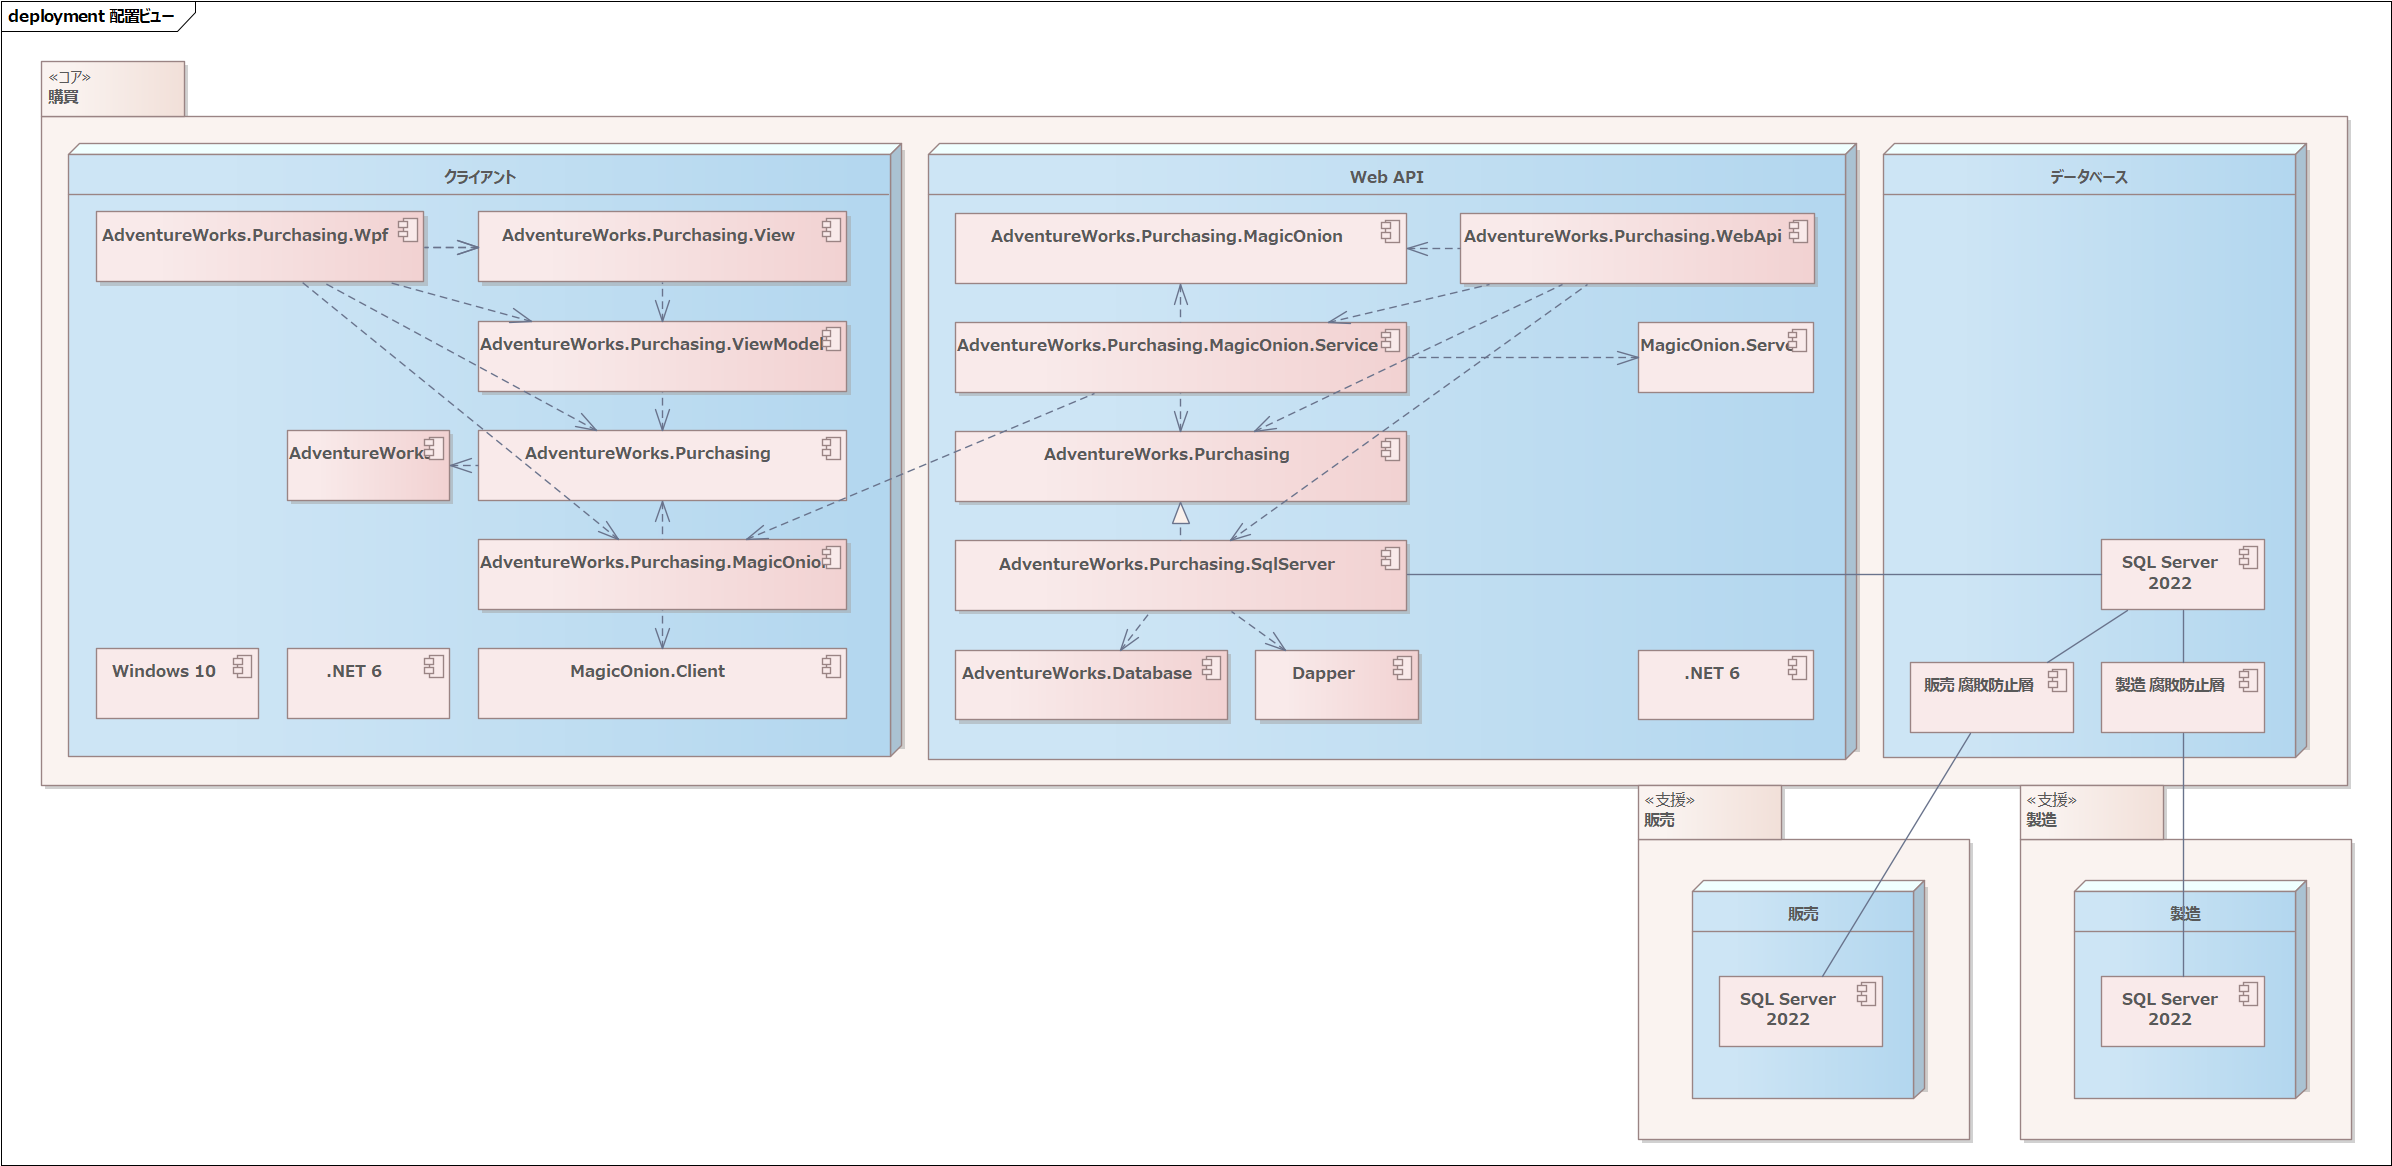 deployment 配置ビュー
«コア»
購買
クライアント
AdventureWorks.Purchasing.Wpf
AdventureWorks.Purchasing.View
AdventureWorks.Purchasing.ViewModel
AdventureWorks
AdventureWorks.Purchasing
AdventureWorks.Purchasing.MagicOnio
Windows 10
.NET 6
MagicOnion.Client
Web API
AdventureWorks.Purchasing.MagicOnion
AdventureWorks.Purchasing.WebApi
AdventureWorks.Purchasing.MagicOnion.Service
MagicOnion.Serve
AdventureWorks.Purchasing
AdventureWorks.Purchasing.SqlServer
AdventureWorks.Database
Dapper
.NET 6
データベース
SQL Server
2022
販売 腐敗防止層
製造 腐敗防止層
«支援»
販売
販売
SQL Server
2022
«支援»
製造
製造
SQL Server
2022